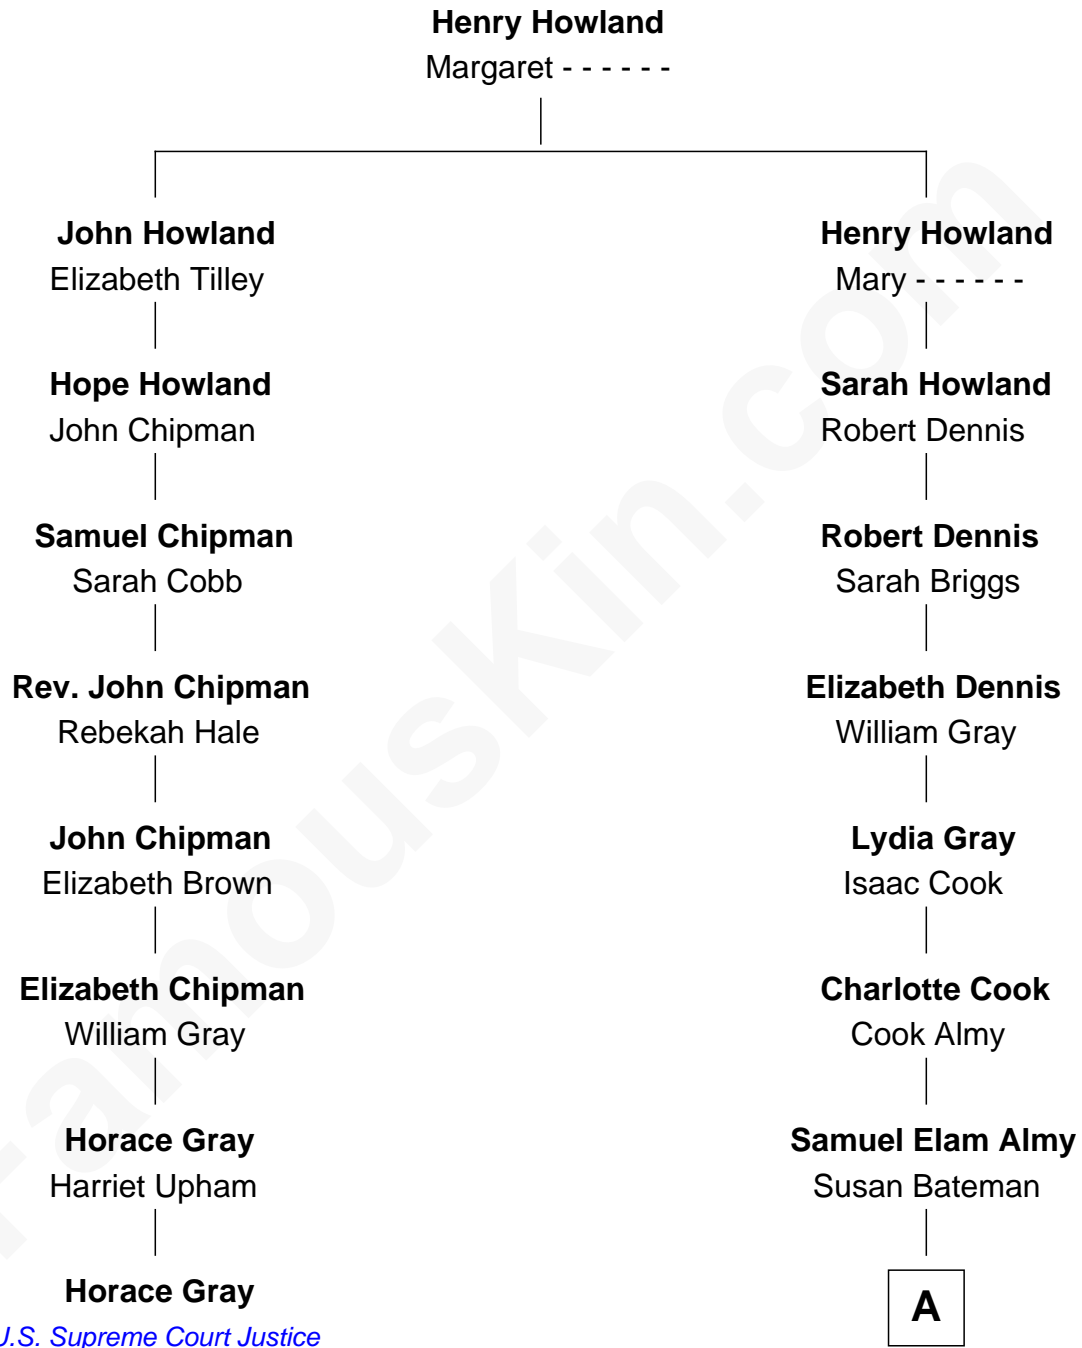 Henry Howland
Margaret - - - - - -
John Howland
Elizabeth Tilley
Henry Howland
Mary - - - - - -
Hope Howland
John Chipman
Sarah Howland
Robert Dennis
Samuel Chipman
Sarah Cobb
Robert Dennis
Sarah Briggs
Rev. John Chipman
Rebekah Hale
Elizabeth Dennis
William Gray
John Chipman
Elizabeth Brown
Lydia Gray
Isaac Cook
Elizabeth Chipman
William Gray
Charlotte Cook
Cook Almy
Horace Gray
Harriet Upham
Samuel Elam Almy
Susan Bateman
Horace Gray
U.S. Supreme Court Justice
A
FamousKin.com